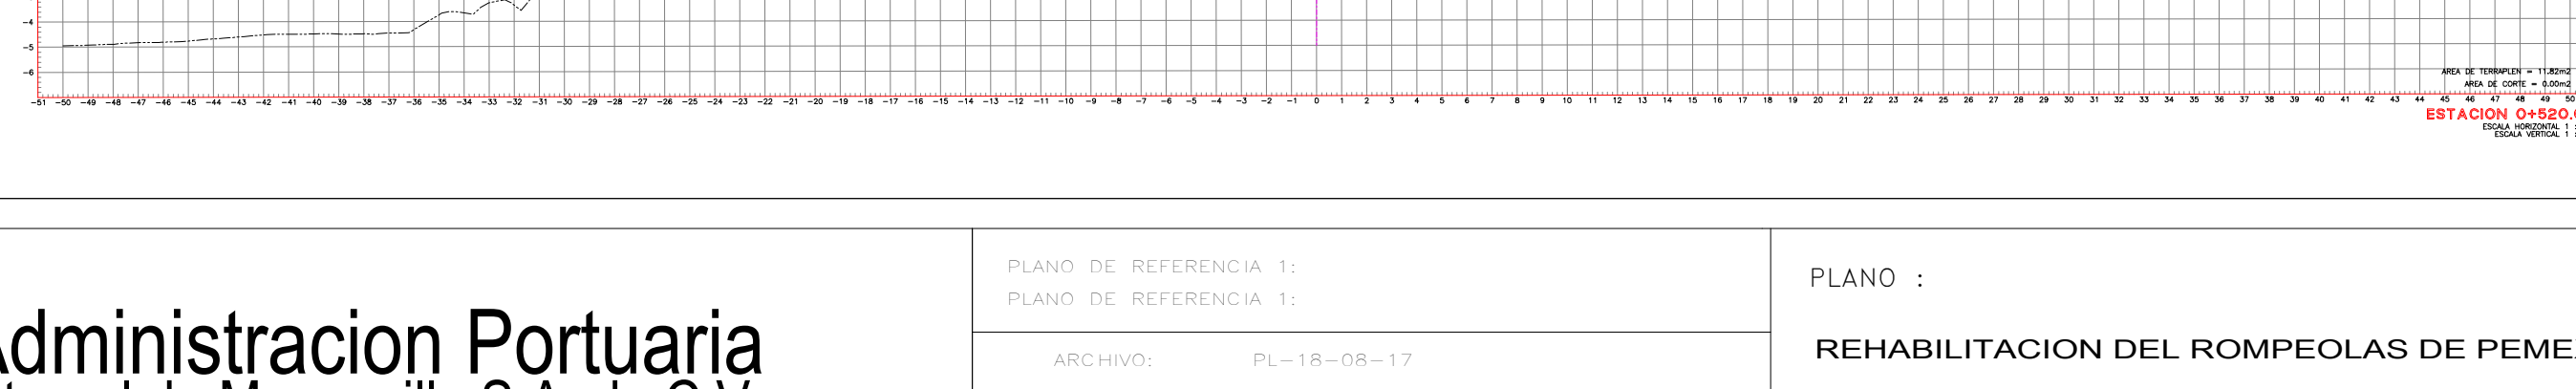 -4
-5
-6
AREA DE TERRAPLEN = 11.82m2
AREA DE CORTE = 0.00m2
-51 -50 -49 -48 -47 -46 -45 -44 -43 -42 -41 -40 -39 -38 -37 -36 -35 -34 -33 -32 -31 -30 -29 -28 -27 -26 -25 -24 -23 -22 -21 -20 -19 -18 -17 -16 -15 -14 -13 -12 -11 -10 -9 -8 -7 -6 -5 -4 -3 -2 -1 0 1 2 3 4 5 6 7 8 9 10 11 12 13 14 15 16 17 18 19 20 21 22 23 24 25 26 27 28 29 30 31 32 33 34 35 36 37 38 39 40 41 42 43 44 45 46 47 48 49 50
ESTACION 0+520.
ESCALA HORIZONTAL 1 :
ESCALA VERTICAL 1 :
PLANO DE REFERENCIA 1:
PLANO DE REFERENCIA 1:
ARCHIVO: PL-18-08-17
PLANO :
REHABILITACION DEL ROMPEOLAS DE PEME
dministracion Portuaria